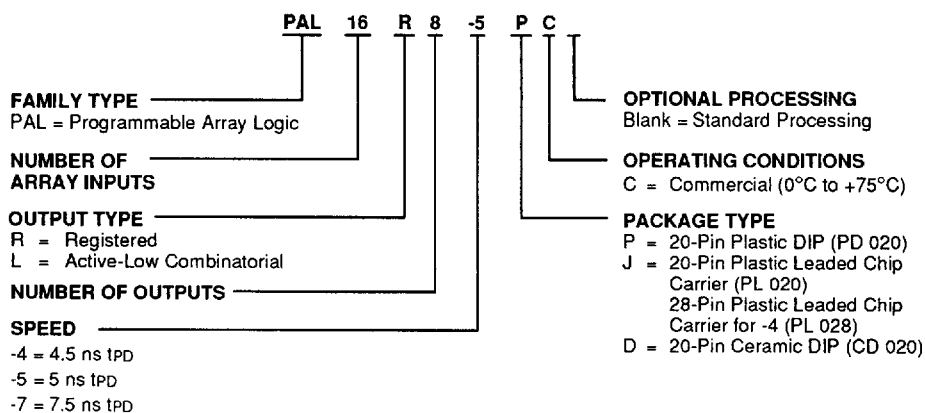 PAL 16 R 8 -5 P C
FAMILY TYPE
PAL = Programmable Array Logic
NUMBER OF
ARRAY INPUTS
OUTPUT TYPE
R = Registered
L = Active-Low Combinatorial
NUMBER OF OUTPUTS
SPEED
-4 = 4.5 ns tPD
-5 = 5 ns tPD
-7 = 7.5 ns tPD
OPTIONAL PROCESSING
Blank = Standard Processing
OPERATING CONDITIONS
C = Commercial (0°C to +75°C)
PACKAGE TYPE
P = 20-Pin Plastic DIP (PD 020)
J = 20-Pin Plastic Leaded Chip
Carrier (PL 020)
28-Pin Plastic Leaded Chip
Carrier for -4 (PL 028)
D = 20-Pin Ceramic DIP (CD 020)